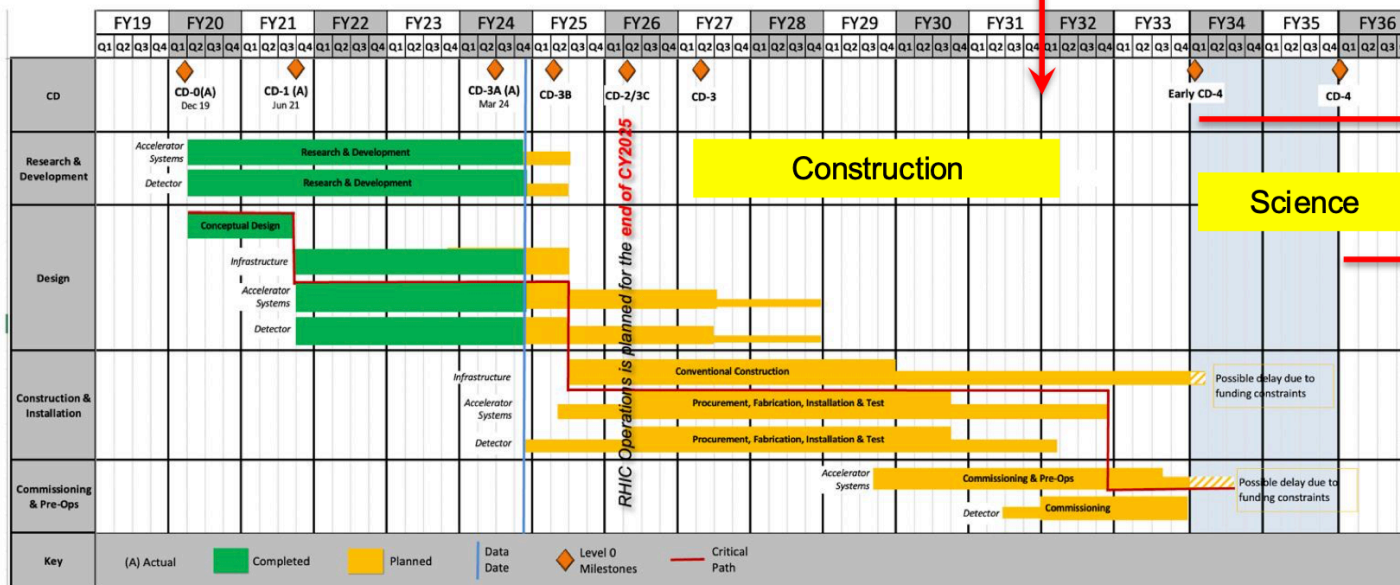 FY19 FY20 FY21 FY22 FY23 FY24 FY25 FY26 FY27 FY28 FY29 FY30 FY31 FY32 FY33 FY34 FY35 FY36
Q1 Q2 Q3 Q4 Q1 Q2 Q3 Q4 Q1 Q2 Q3 Q4 Q1 Q2 Q3 Q4 Q1 Q2 Q3 Q4 Q1 Q2 Q3 Q4 Q1 Q2 Q3 Q4 Q1 Q2 Q3 Q4 Q1 Q2 Q3 Q4 Q1 Q2 Q3 Q4 Q1 Q2 Q3 Q4 Q1 Q2 Q3 Q4 Q1 Q2 Q3 Q4 Q1 Q2 Q3 Q4 Q1 Q2 Q3 Q4 Q1 Q2 Q3 Q4 Q1 Q2 Q3 Q4 Q1 Q2 Q3
CD
CD-0(A)
Dec 19
CD-1 (A)
Jun 21
CD-3A (A)
Mar 24
CD-3B
CD-2/3C
CD-3
Early CD-4
CD-4
Research &
Development
Accelerator
Systems
Research & Development
Detector
Research & Development
Construction
Science
RHIC Operations is planned for the end of CY2025
Design
Conceptual Design
Infrastructure
Accelerator
Systems
Detector
Construction &
Installation
Infrastructure
Conventional Construction
Possible delay due to
funding constraints
Accelerator
Systems
Procurement, Fabrication, Installation & Test
Detector
Procurement, Fabrication, Installation & Test
Commissioning
& Pre-Ops
Accelerator
Systems
Commissioning & Pre-Ops
Possible delay due to
funding constraints
Detector
Commissioning
Key
(A) Actual
Completed
Planned
Data
Date
Level 0
Milestones
Critical
Path